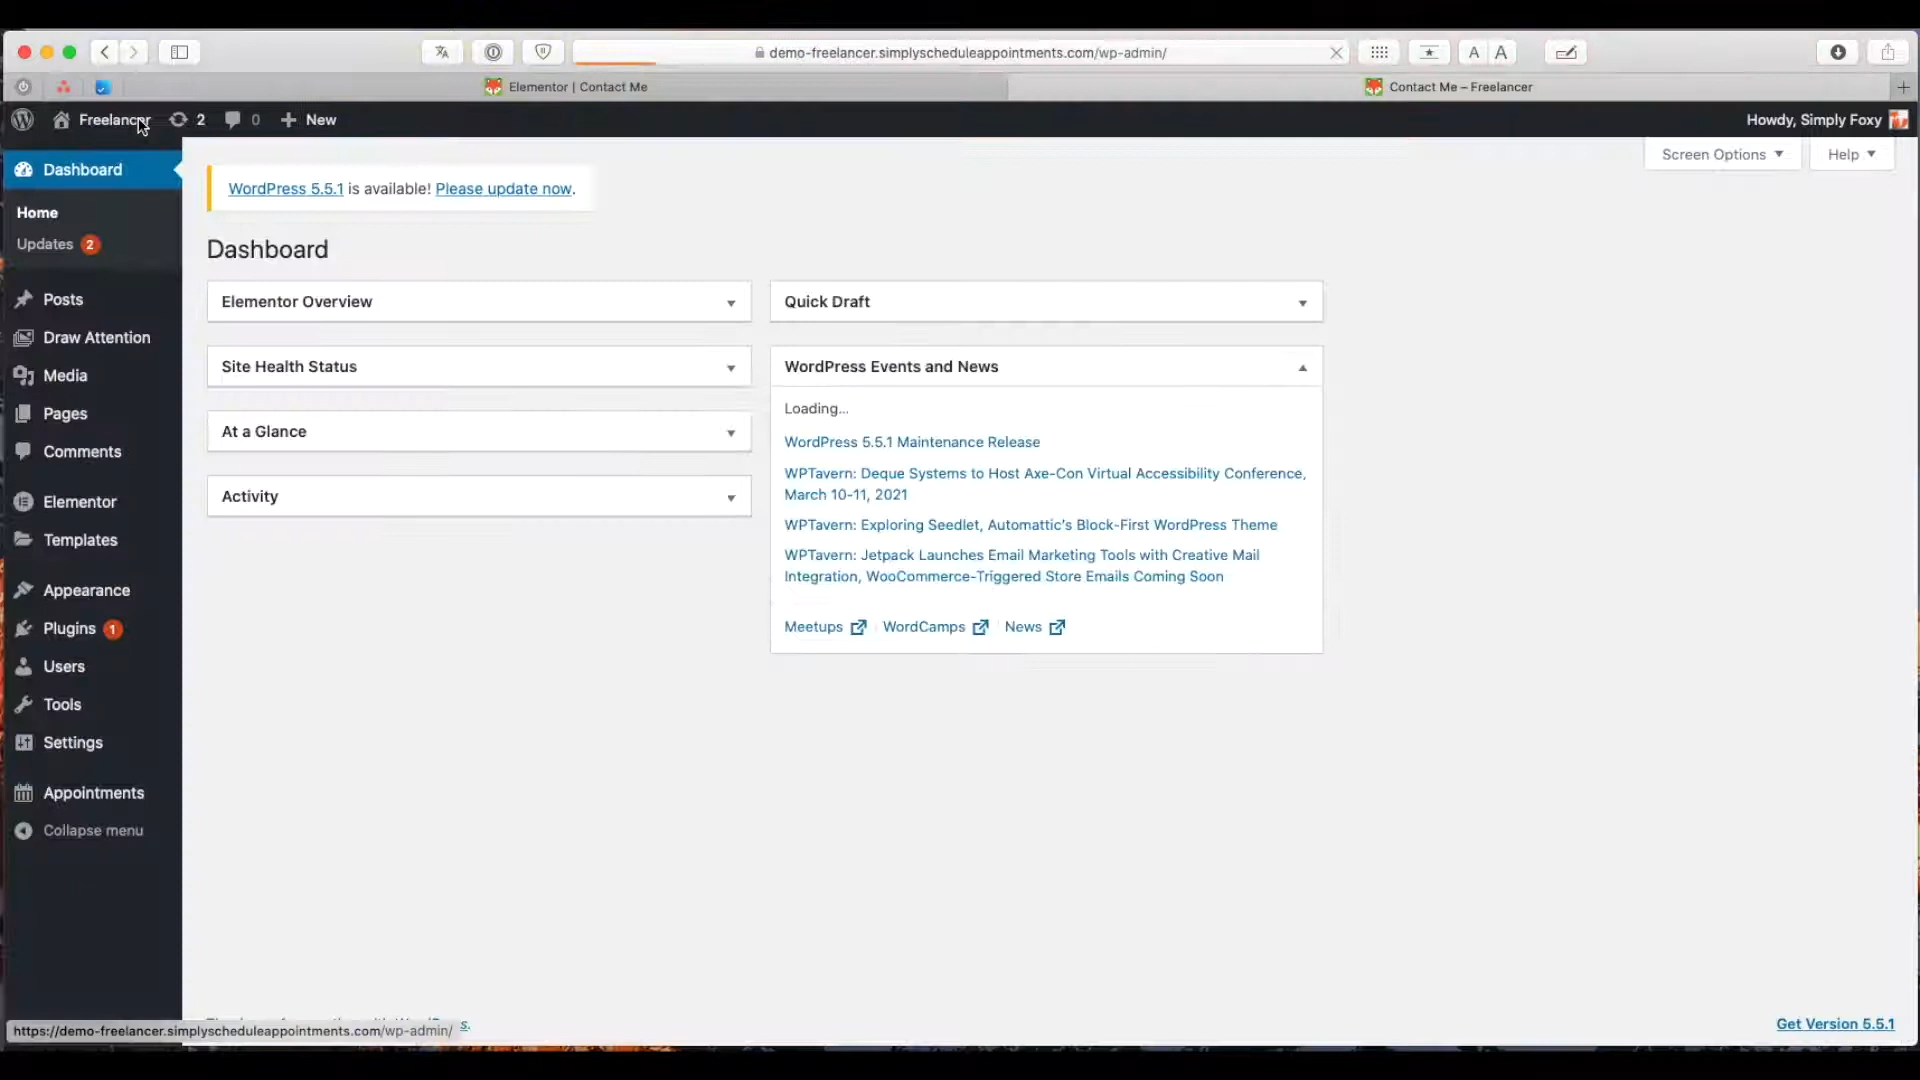 demo-freelancer.simplyscheduleappointments.com/wp-admin/
A A
Elementor | Contact Me
Contact Me – Freelancer
Freelancer 2 0 New
Howdy, Simply Foxy
Dashboard
Home
Updates 2
Posts
Draw Attention
Media
Pages
Comments
Elementor
Templates
Appearance
Plugins 1
Users
Tools
Settings
Appointments
Collapse menu
Screen Options
Help
WordPress 5.5.1 is available! Please update now.
Dashboard
Elementor Overview
Site Health Status
At a Glance
Activity
Quick Draft
WordPress Events and News
Loading...
WordPress 5.5.1 Maintenance Release
WPTavern: Deque Systems to Host Axe-Con Virtual Accessibility Conference,
March 10-11, 2021
WPTavern: Exploring Seedlet, Automattic's Block-First WordPress Theme
WPTavern: Jetpack Launches Email Marketing Tools with Creative Mail
Integration, WooCommerce-Triggered Store Emails Coming Soon
Meetups WordCamps News
https://demo-freelancer.simplyscheduleappointments.com/wp-admin/
Get Version 5.5.1